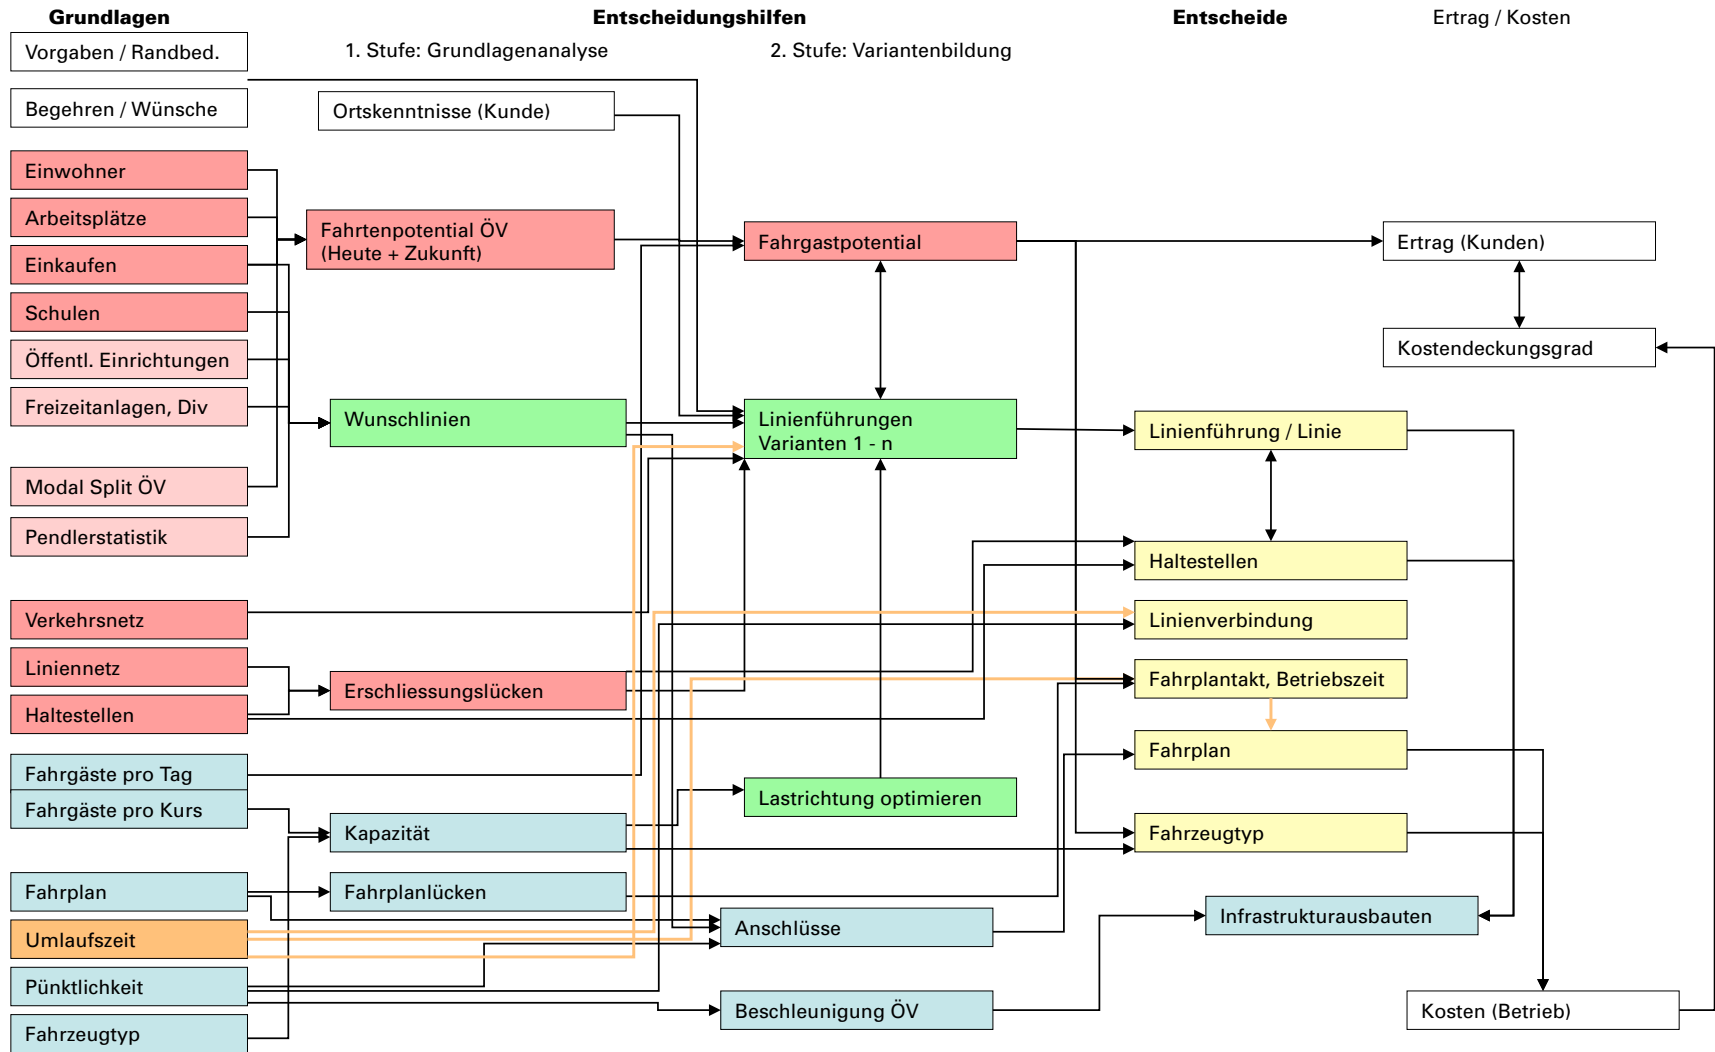 Grundlagen
Entscheidungshilfen
Entscheide
Ertrag / Kosten
Vorgaben / Randbed.
1. Stufe: Grundlagenanalyse
2. Stufe: Variantenbildung
Begehren / Wünsche
Ortskenntnisse (Kunde)
Einwohner
Arbeitsplätze
Fahrtenpotential ÖV
(Heute + Zukunft)
Fahrgastpotential
Ertrag (Kunden)
Einkaufen
Schulen
Öffentl. Einrichtungen
Kostendeckungsgrad
Freizeitanlagen, Div
Wunschlinien
Linienführungen
Varianten 1 - n
Linienführung / Linie
Modal Split ÖV
Pendlerstatistik
Haltestellen
Verkehrsnetz
Linienverbindung
Liniennetz
Erschliessungslücken
Fahrplantakt, Betriebszeit
Haltestellen
Fahrplan
Fahrgäste pro Tag
Lastrichtung optimieren
Fahrgäste pro Kurs
Kapazität
Fahrzeugtyp
Fahrplan
Fahrplanlücken
Anschlüsse
Infrastrukturausbauten
Umlaufszeit
Pünktlichkeit
Beschleunigung ÖV
Kosten (Betrieb)
Fahrzeugtyp